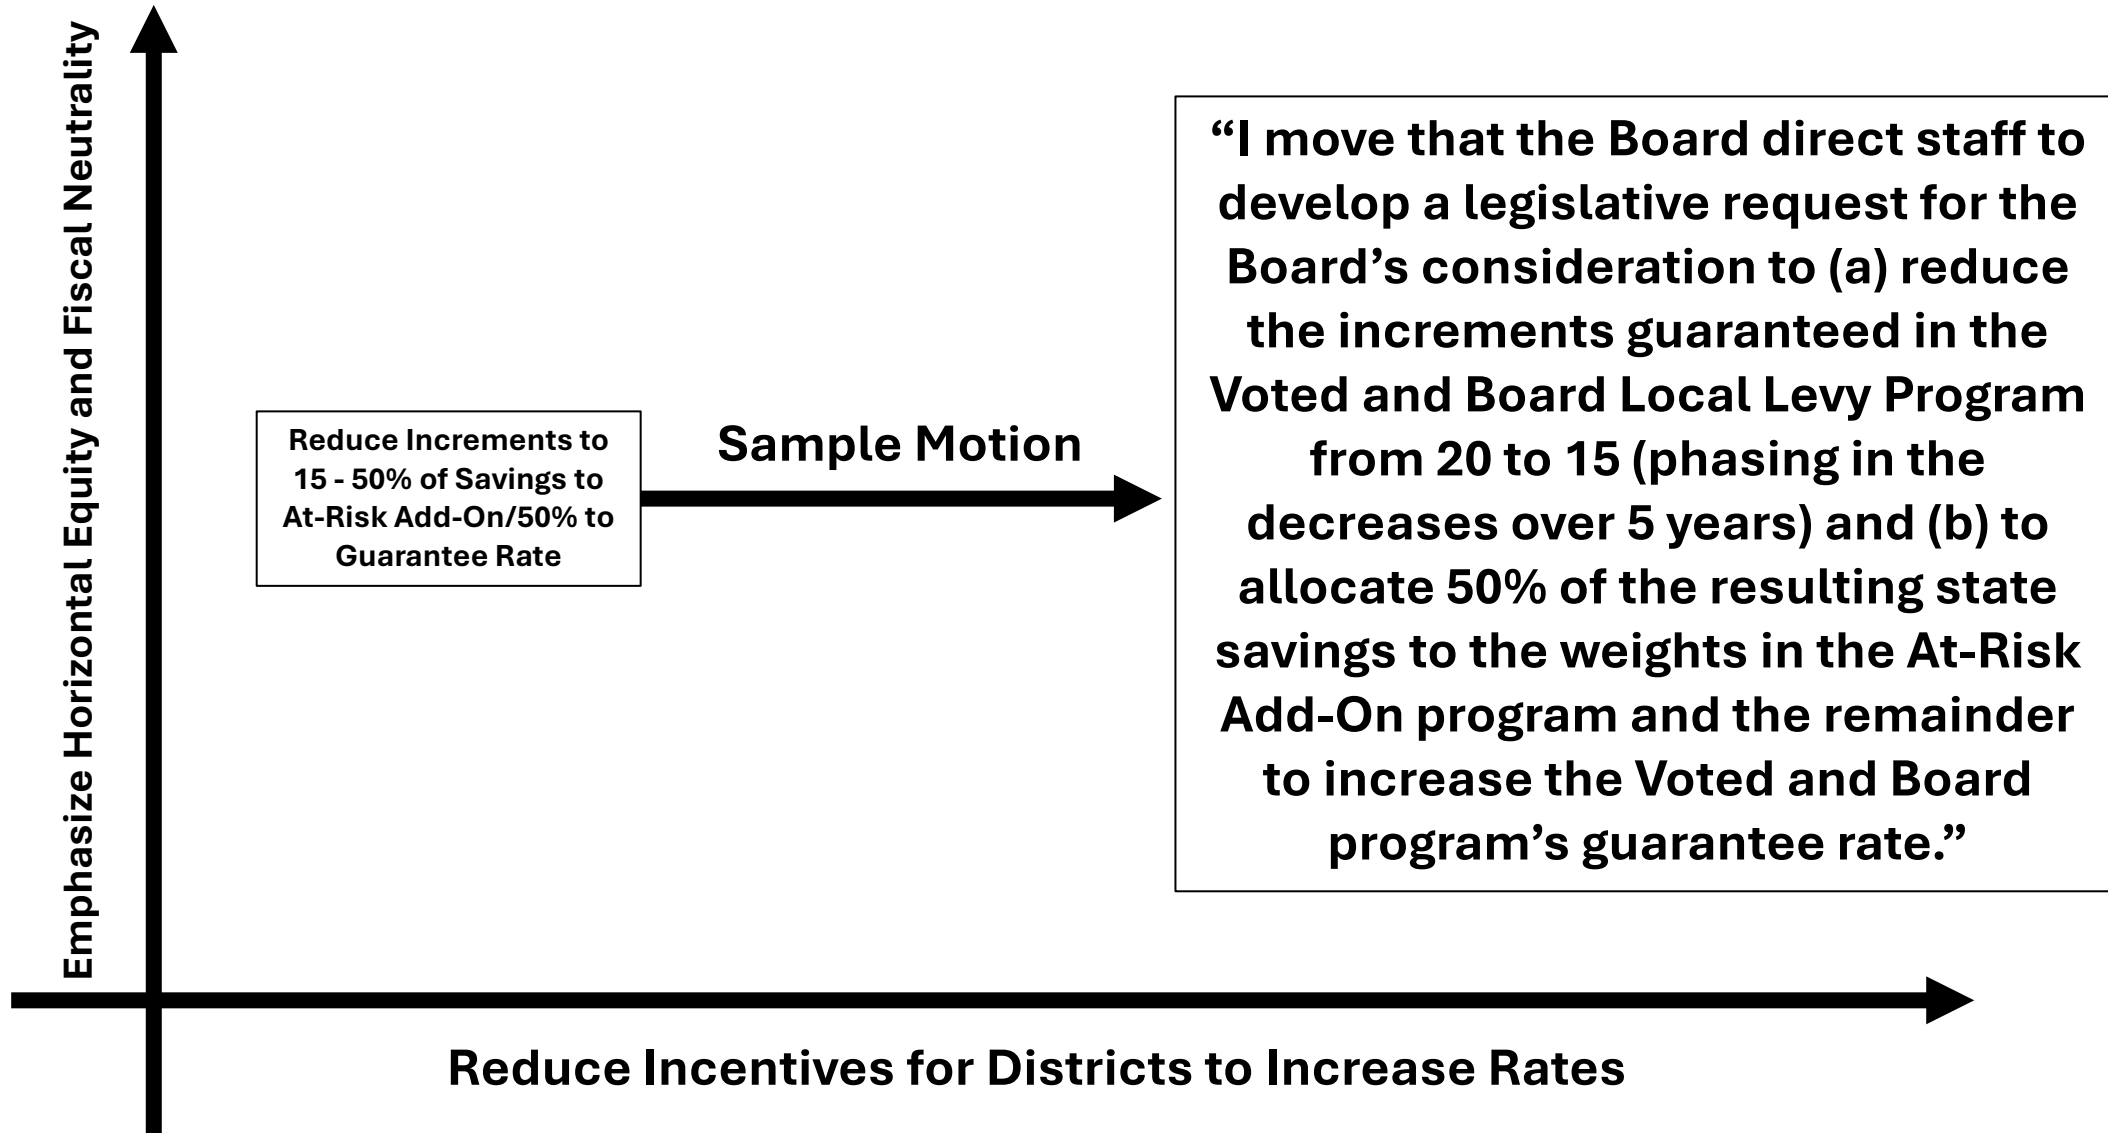 Emphasize Horizontal Equity and Fiscal Neutrality
Reduce Increments to
15 - 50% of Savings to
At-Risk Add-On/50% to
Guarantee Rate
Sample Motion
“I move that the Board direct staff to
develop a legislative request for the
Board’s consideration to (a) reduce
the increments guaranteed in the
Voted and Board Local Levy Program
from 20 to 15 (phasing in the
decreases over 5 years) and (b) to
allocate 50% of the resulting state
savings to the weights in the At-Risk
Add-On program and the remainder
to increase the Voted and Board
program’s guarantee rate.”
Reduce Incentives for Districts to Increase Rates